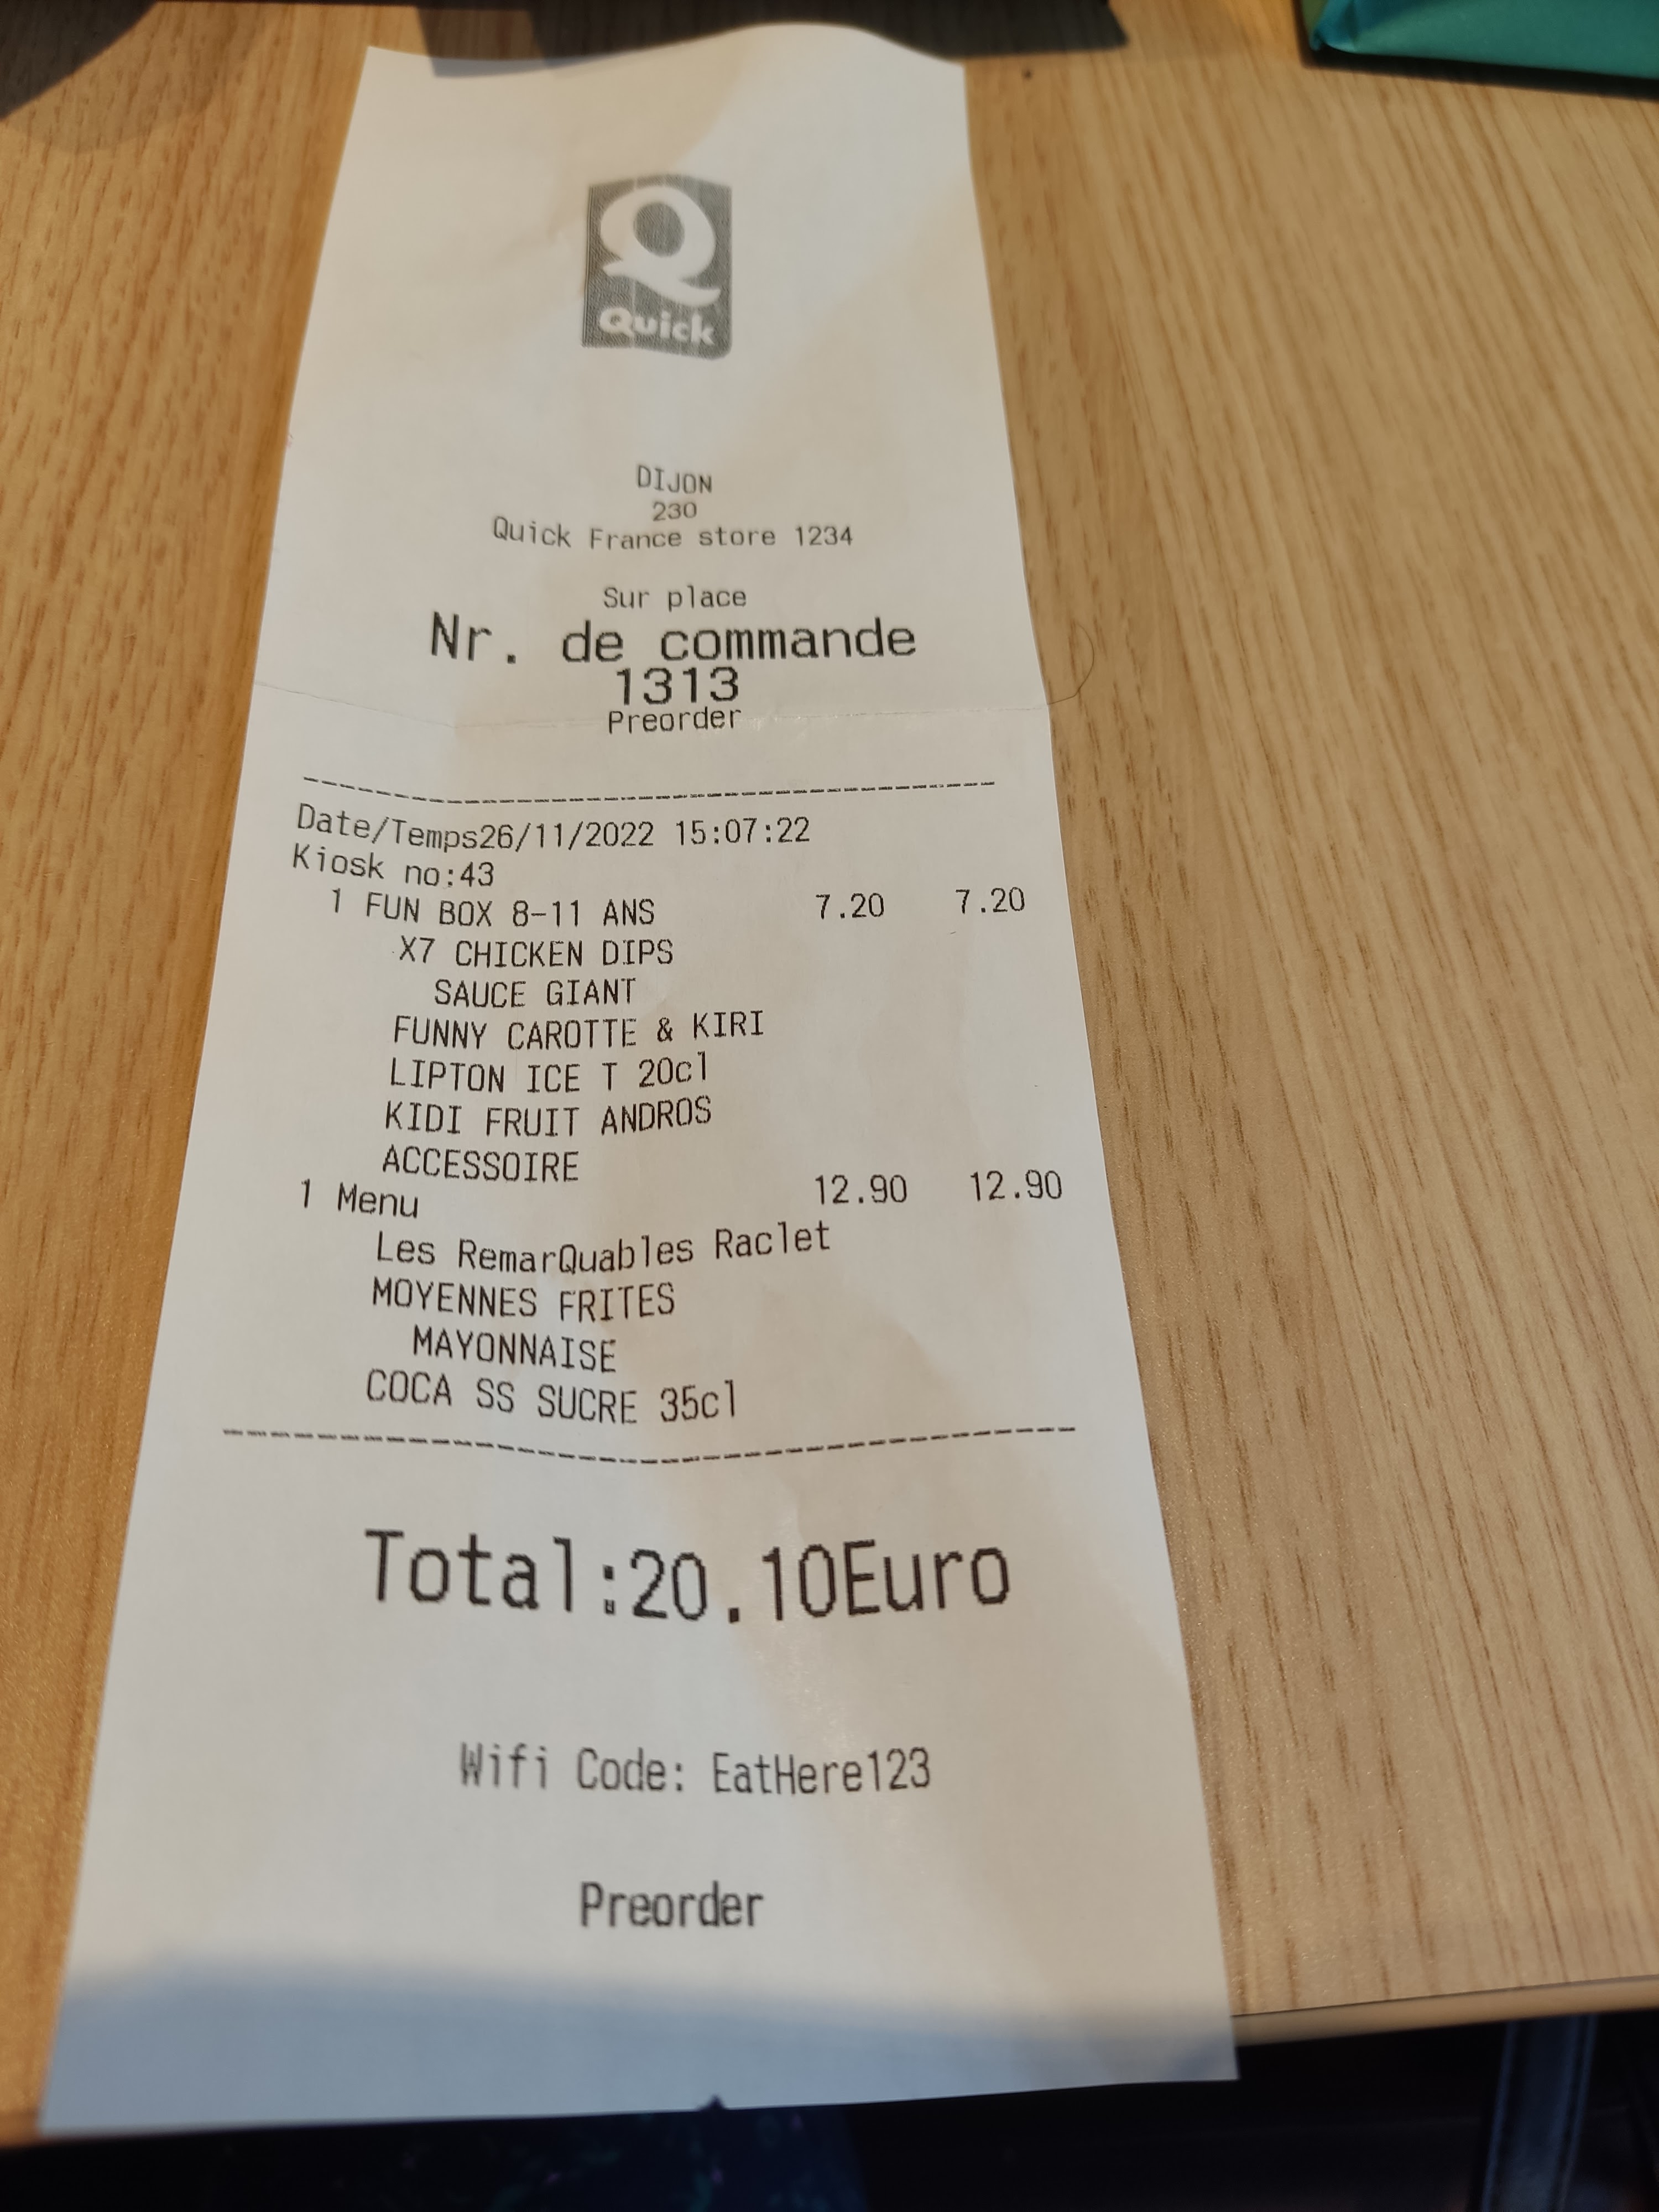 Q
Quick
DIJON
230
Quick France store 1234
Sur place
Nr. de commande
1313
Preorder
Date/Temps26/11/2022 15:07:22
Kiosk no:43
1 FUN BOX 8-11 ANS 7.20 7.20
X7 CHICKEN DIPS
SAUCE GIANT
FUNNY CAROTTE & KIRI
LIPTON ICE T 20cl
KIDI FRUIT ANDROS
ACCESSOIRE
1 Menu 12.90 12.90
Les RemarQuables Raclet
MOYENNES FRITES
MAYONNAISE
COCA SS SUCRE 35cl
Total:20.10Euro
Wifi Code: EatHere123
Preorder